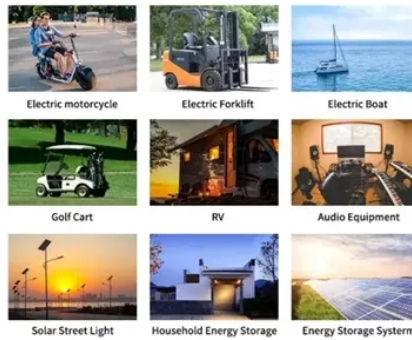 Electric motorcycle
Electric Forklift
Electric Boat
Golf Cart
RV
Audio Equipment
Solar Street Light
Household Energy Storage
Energy Storage Systerm